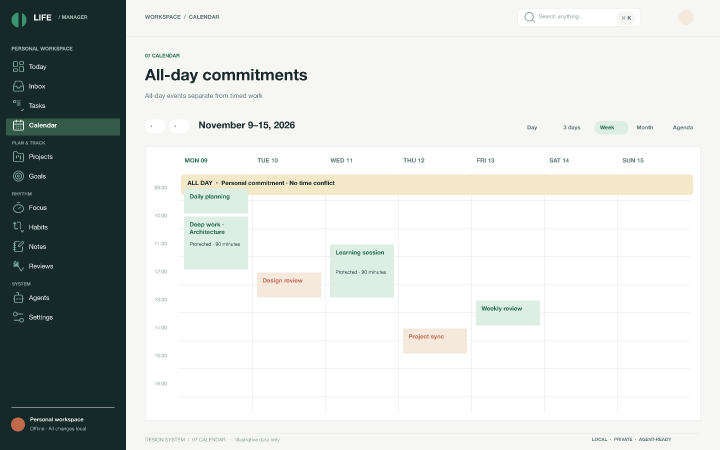 LIFE / MANAGER
PERSONAL WORKSPACE
Today
Inbox
Tasks
Calendar
PLAN & TRACK
Projects
Goals
RHYTHM
Focus
Habits
Notes
Reviews
SYSTEM
Agents
Settings
Personal workspace
Offline · All changes local
WORKSPACE / CALENDAR
Search anything...
⌘ K
07 CALENDAR
All-day commitments
All-day events separate from timed work
November 9–15, 2026
Day
3 days
Week
Month
Agenda
MON 09
TUE 10
WED 11
THU 12
FRI 13
SAT 14
SUN 15
ALL DAY • Personal commitment · No time conflict
09:00
10:00
11:00
12:00
13:00
14:00
15:00
16:00
Daily planning
Deep work ·
Architecture
Protected · 90 minutes
Design review
Learning session
Protected · 90 minutes
Project sync
Weekly review
DESIGN SYSTEM / 07 CALENDAR · Illustrative data only
LOCAL • PRIVATE • AGENT-READY